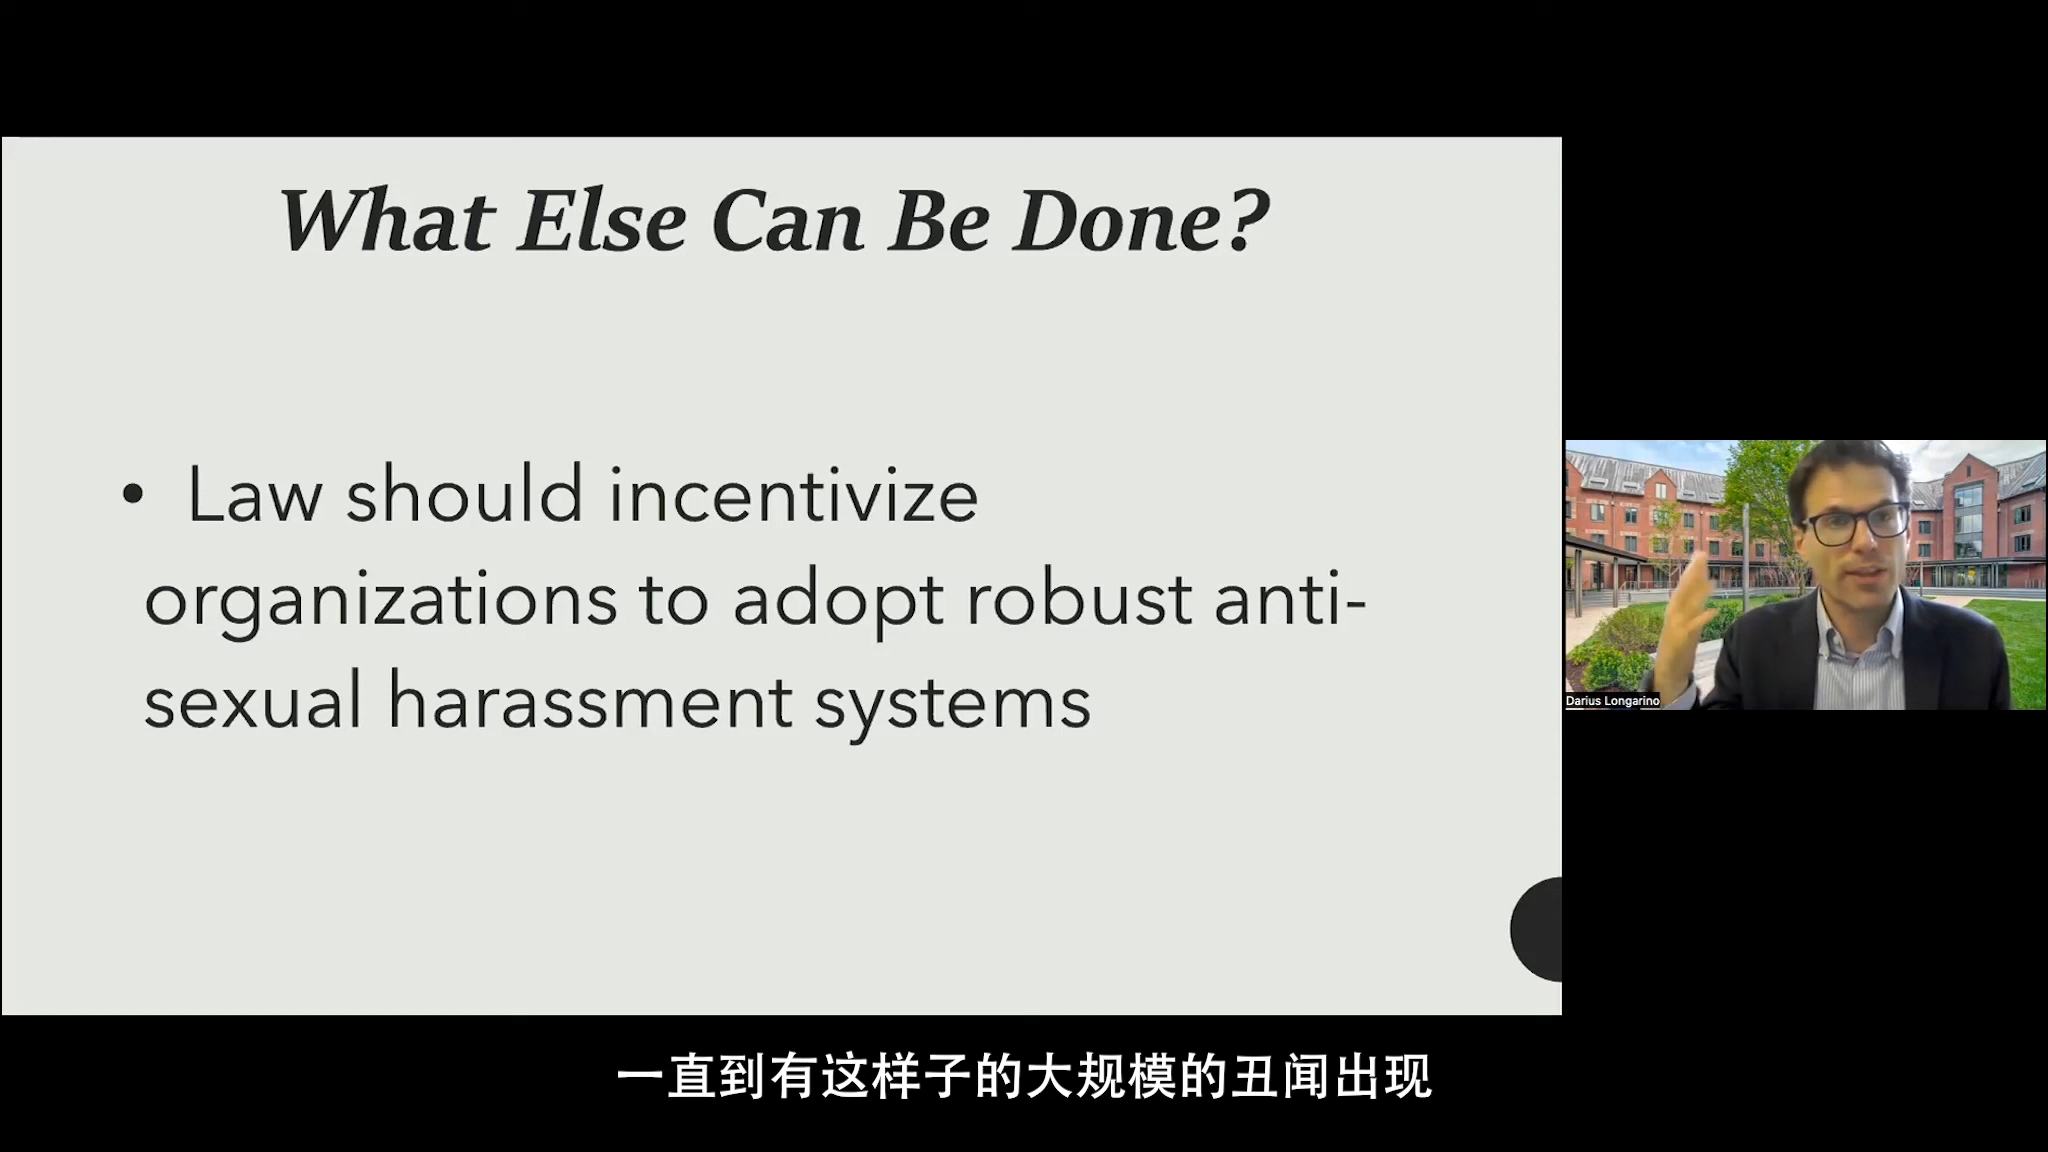 What Else Can Be Done?
• Law should incentivize
organizations to adopt robust anti-
sexual harassment systems
Darius Longarino
一直到有这样子的大规模的丑闻出现